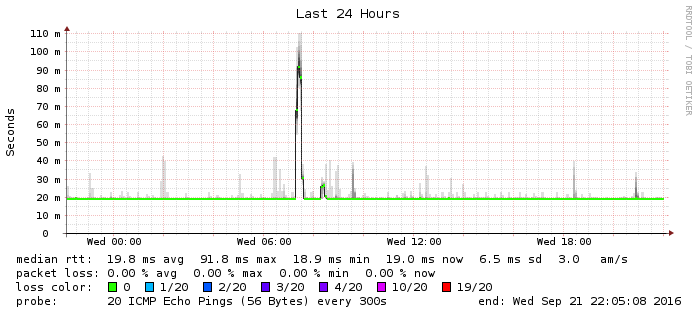 Last 24 Hours
RRDTOOL / TOBI OETIKER
Seconds
110 m
100 m
90 m
80 m
70 m
60 m
50 m
40 m
30 m
20 m
10 m
0
Wed 00:00 Wed 06:00 Wed 12:00 Wed 18:00
median rtt: 19.8 ms avg 91.8 ms max 18.9 ms min 19.0 ms now 6.5 ms sd 3.0 am/s
packet loss: 0.00 % avg 0.00 % max 0.00 % min 0.00 % now
loss color: 0 1/20 2/20 3/20 4/20 10/20 19/20
probe: 20 ICMP Echo Pings (56 Bytes) every 300s end: Wed Sep 21 22:05:08 2016